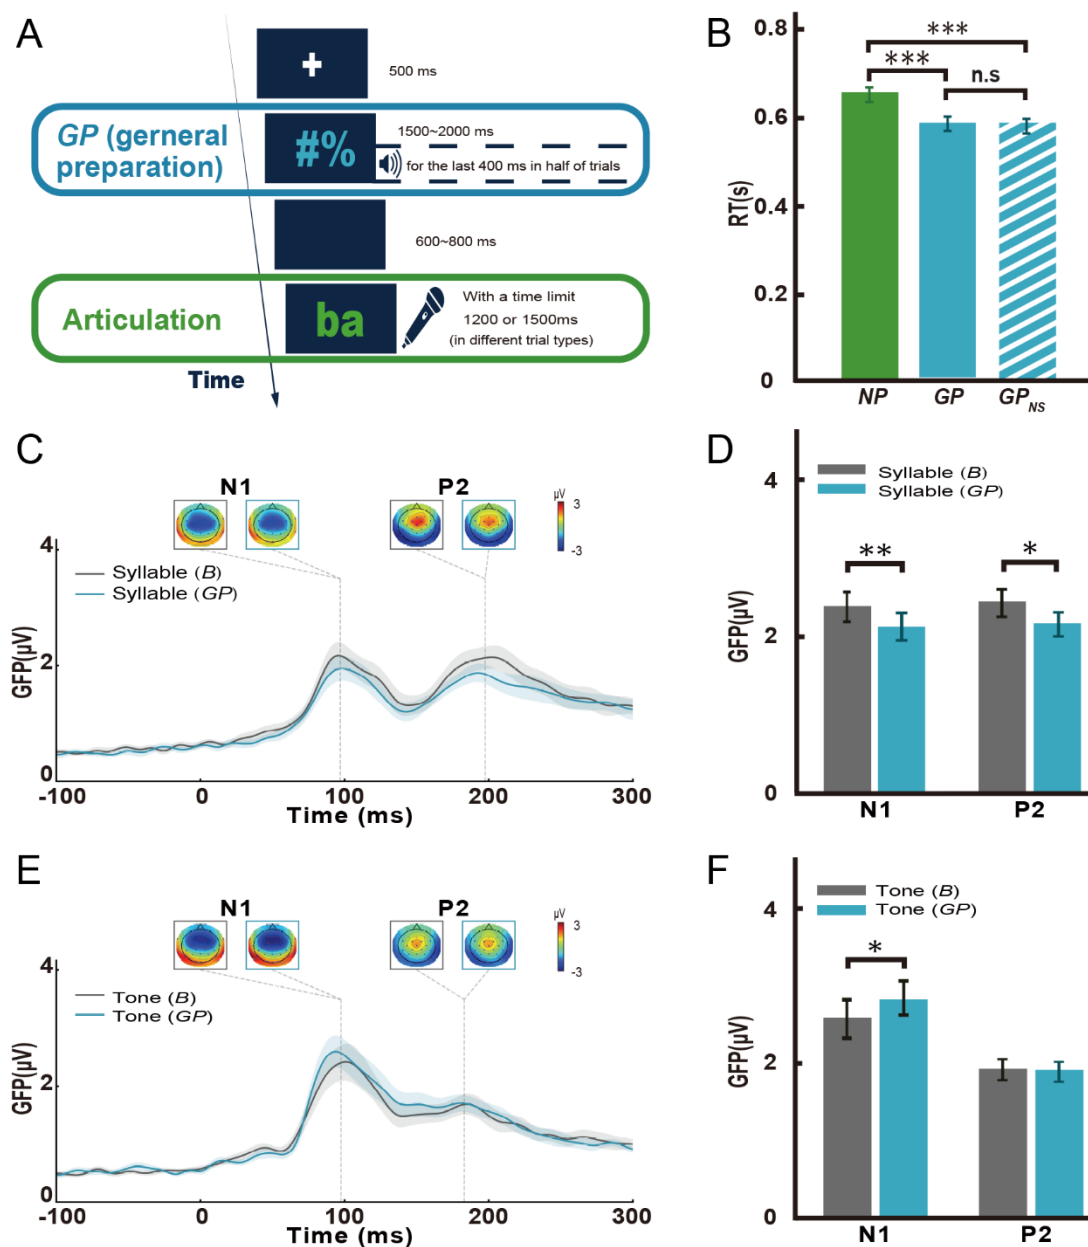 A
500 ms
GP (gerneral
preparation)
#%
1500~2000 ms
for the last 400 ms in half of trials
600~800 ms
Articulation
ba
With a time limit
1200 or 1500ms
(in different trial types)
Time
B
0.8
0.6
0.4
0.2
0
RT(s)
***
***
n.s
NP
GP
GP NS
C
N1
P2
μV
3
-3
Syllable (B)
Syllable (GP)
4
2
0
GFP(μV)
-100
0
100
200
300
Time (ms)
D
Syllable (B)
Syllable (GP)
4
2
0
GFP(μV)
**
*
N1
P2
E
N1
P2
μV
3
-3
Tone (B)
Tone (GP)
4
2
0
GFP(μV)
-100
0
100
200
300
Time (ms)
F
Tone (B)
Tone (GP)
4
2
0
GFP(μV)
*
N1
P2